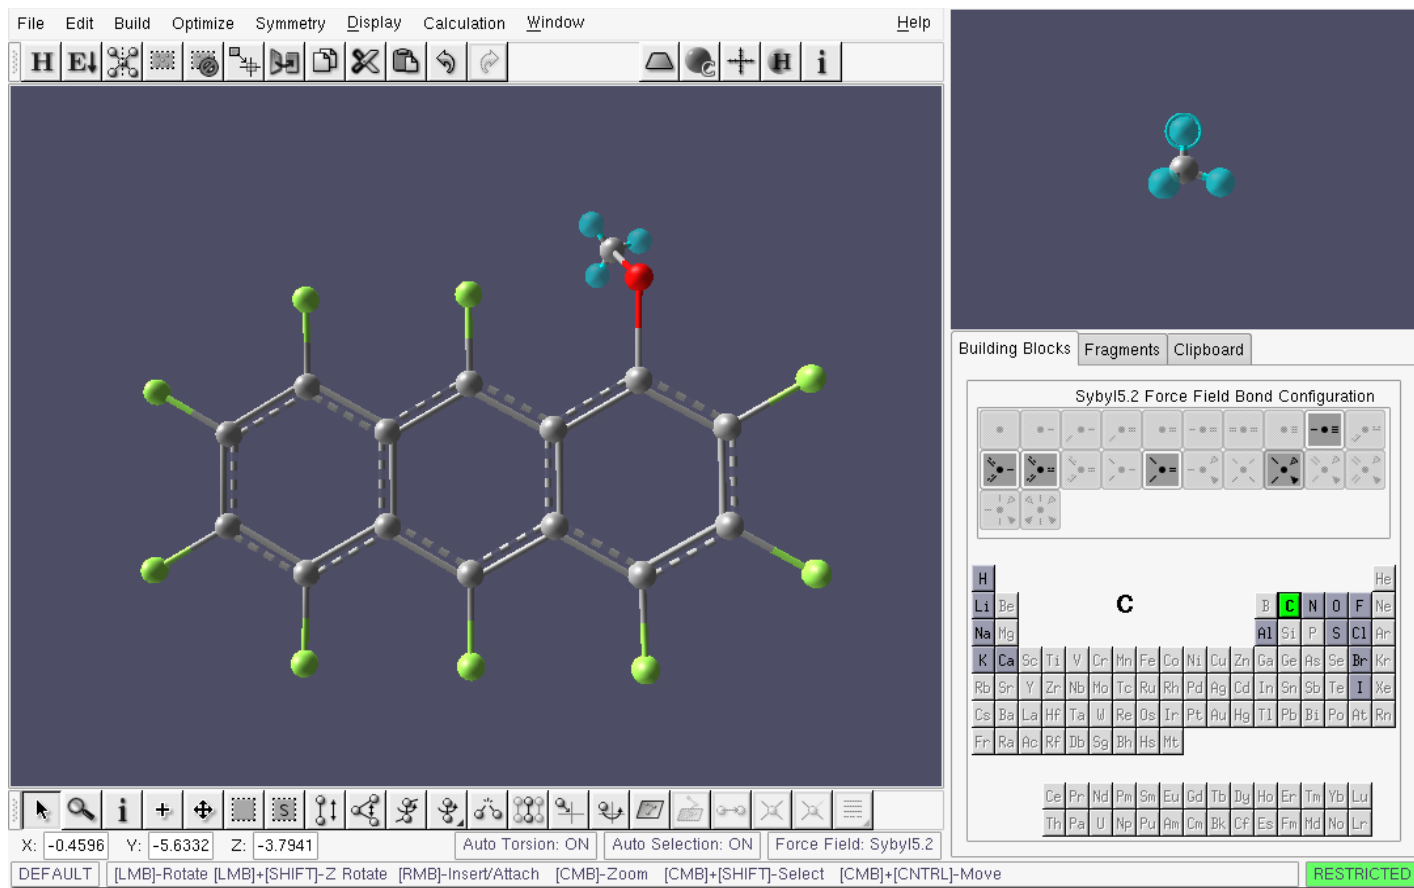 File Edit Build Optimize Symmetry Display Calculation Window Help
H E i
C H i
Building Blocks Fragments Clipboard
Sybyl5.2 Force Field Bond Configuration
H He
Li Be C B C N O F Ne
Na Mg Al Si P S Cl Ar
K Ca Sc Ti V Cr Mn Fe Co Ni Cu Zn Ga Ge As Se Br Kr
Rb Sr Y Zr Nb Mo Tc Ru Rh Pd Ag Cd In Sn Sb Te I Xe
Cs Ba La Hf Ta W Re Os Ir Pt Au Hg Tl Pb Bi Po At Rn
Fr Ra Ac Rf Db Sg Bh Hs Mt
Ce Pr Nd Pm Sm Eu Gd Tb Dy Ho Er Tm Yb Lu
Th Pa U Np Pu Am Cm Bk Cf Es Fm Md No Lr
i S
X: -0.4596 Y: -5.6332 Z: -3.7941 Auto Torsion: ON Auto Selection: ON Force Field: Sybyl5.2
DEFAULT [LMB]-Rotate [LMB]+[SHIFT]-Z Rotate [RMB]-Insert/Attach [CMB]-Zoom [CMB]+[SHIFT]-Select [CMB]+[CNTRL]-Move RESTRICTED